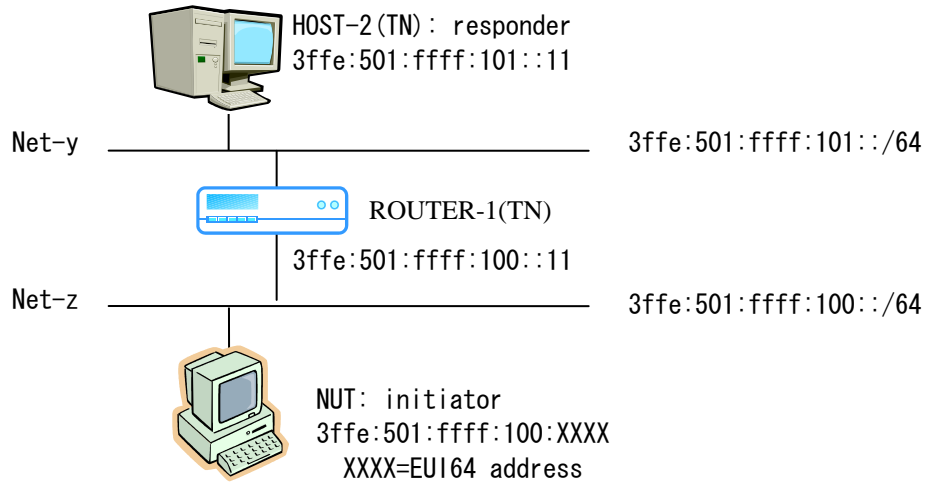 HOST-2(TN): responder
3ffe:501:ffff:101::11
Net-y
3ffe:501:ffff:101::/64
ROUTER-1(TN)
3ffe:501:ffff:100::11
Net-z
3ffe:501:ffff:100::/64
NUT: initiator
3ffe:501:ffff:100:XXXX
XXXX=EUI64 address